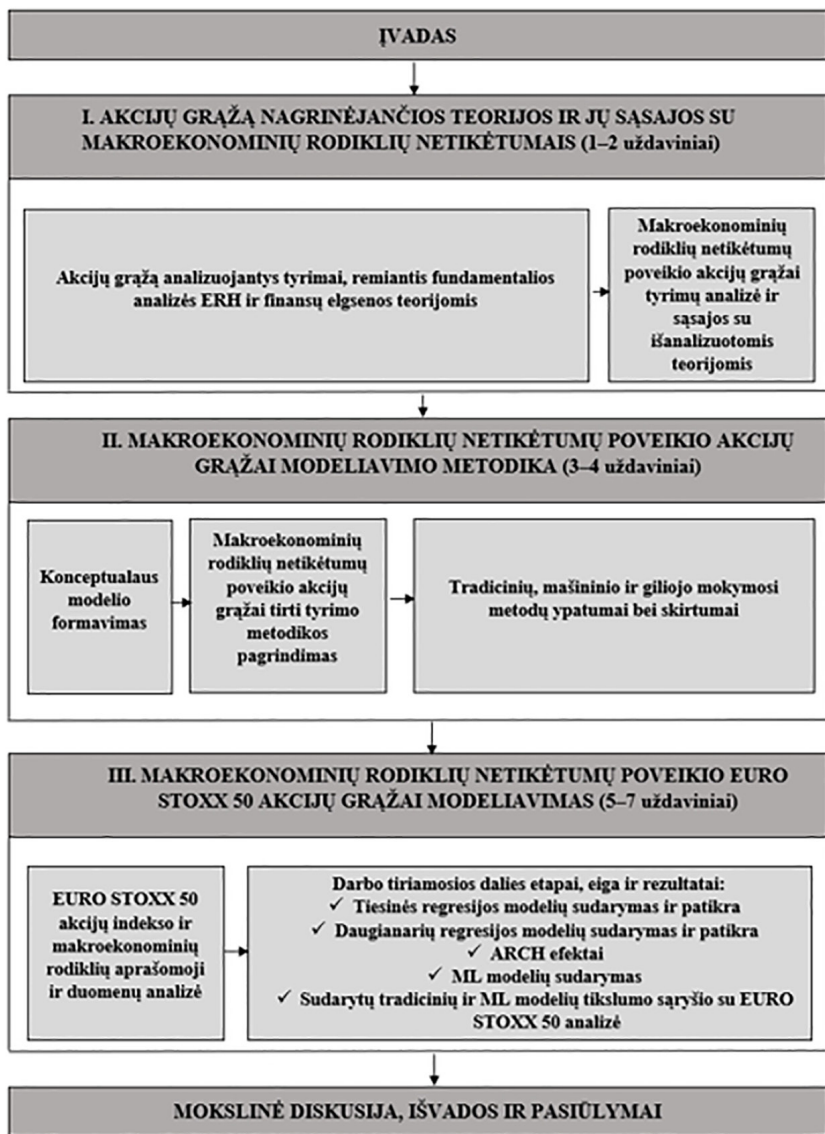 ĮVADAS
I. AKCIJŲ GRĄŽĄ NAGRINĖJANČIOS TEORIJOS IR JŲ SĄSAJOS SU
MAKROEKONOMINIŲ RODIKLIŲ NETIKĖTUMAIS (1–2 uždaviniai)
Akcijų grąžą analizuojantys tyrimai, remiantis fundamentalios
analizės ERH ir finansų elgsenos teorijomis
Makroekonominių
rodiklių netikėtumų
poveikio akcijų grąžai
tyrimų analizė ir
sąsajos su
išanalizuotomis
teorijomis
II. MAKROEKONOMINIŲ RODIKLIŲ NETIKĖTUMŲ POVEIKIO AKCIJŲ
GRĄŽAI MODELIAVIMO METODIKA (3–4 uždaviniai)
Konceptualaus
modelio
formavimas
Makroekonominių
rodiklių netikėtumų
poveikio akcijų
grąžai tirti tyrimo
metodikos
pagrindimas
Tradicinių, mašininio ir giliojo mokymosi
metodų ypatumai bei skirtumai
III. MAKROEKONOMINIŲ RODIKLIŲ NETIKĖTUMŲ POVEIKIO EURO
STOXX 50 AKCIJŲ GRĄŽAI MODELIAVIMAS (5–7 uždaviniai)
EURO STOXX 50
akcijų indekso ir
makroekonominių
rodiklių aprašomoji
ir duomenų analizė
Darbo tiriamosios dalies etapai, eiga ir rezultatai:
✓ Tiesinės regresijos modelių sudarymas ir patikra
✓ Daugianarių regresijos modelių sudarymas ir patikra
✓ ARCH efektai
✓ ML modelių sudarymas
✓ Sudarytų tradicinių ir ML modelių tikslumo sąryšio su EURO
STOXX 50 analizė
MOKSLINĖ DISKUSIJA, IŠVADOS IR PASIŪLYMAI